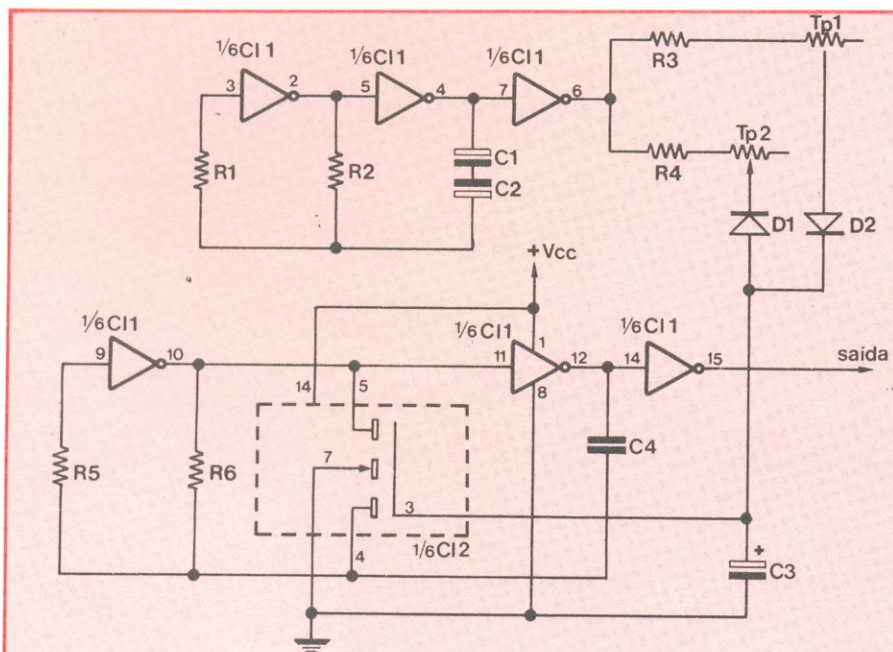 1/6CI1
1/6CI1
1/6CI1
Tp1
3
2
5
4
7
6
R3
Tp2
R1
R2
C1
C2
R4
D1
D2
+Vcc
1/6CI1
1/6CI1
1/6CI1
9
10
11
1
12
14
15
saída
8
14
5
7
R5
R6
C4
3
4
1/6CI2
+
C3